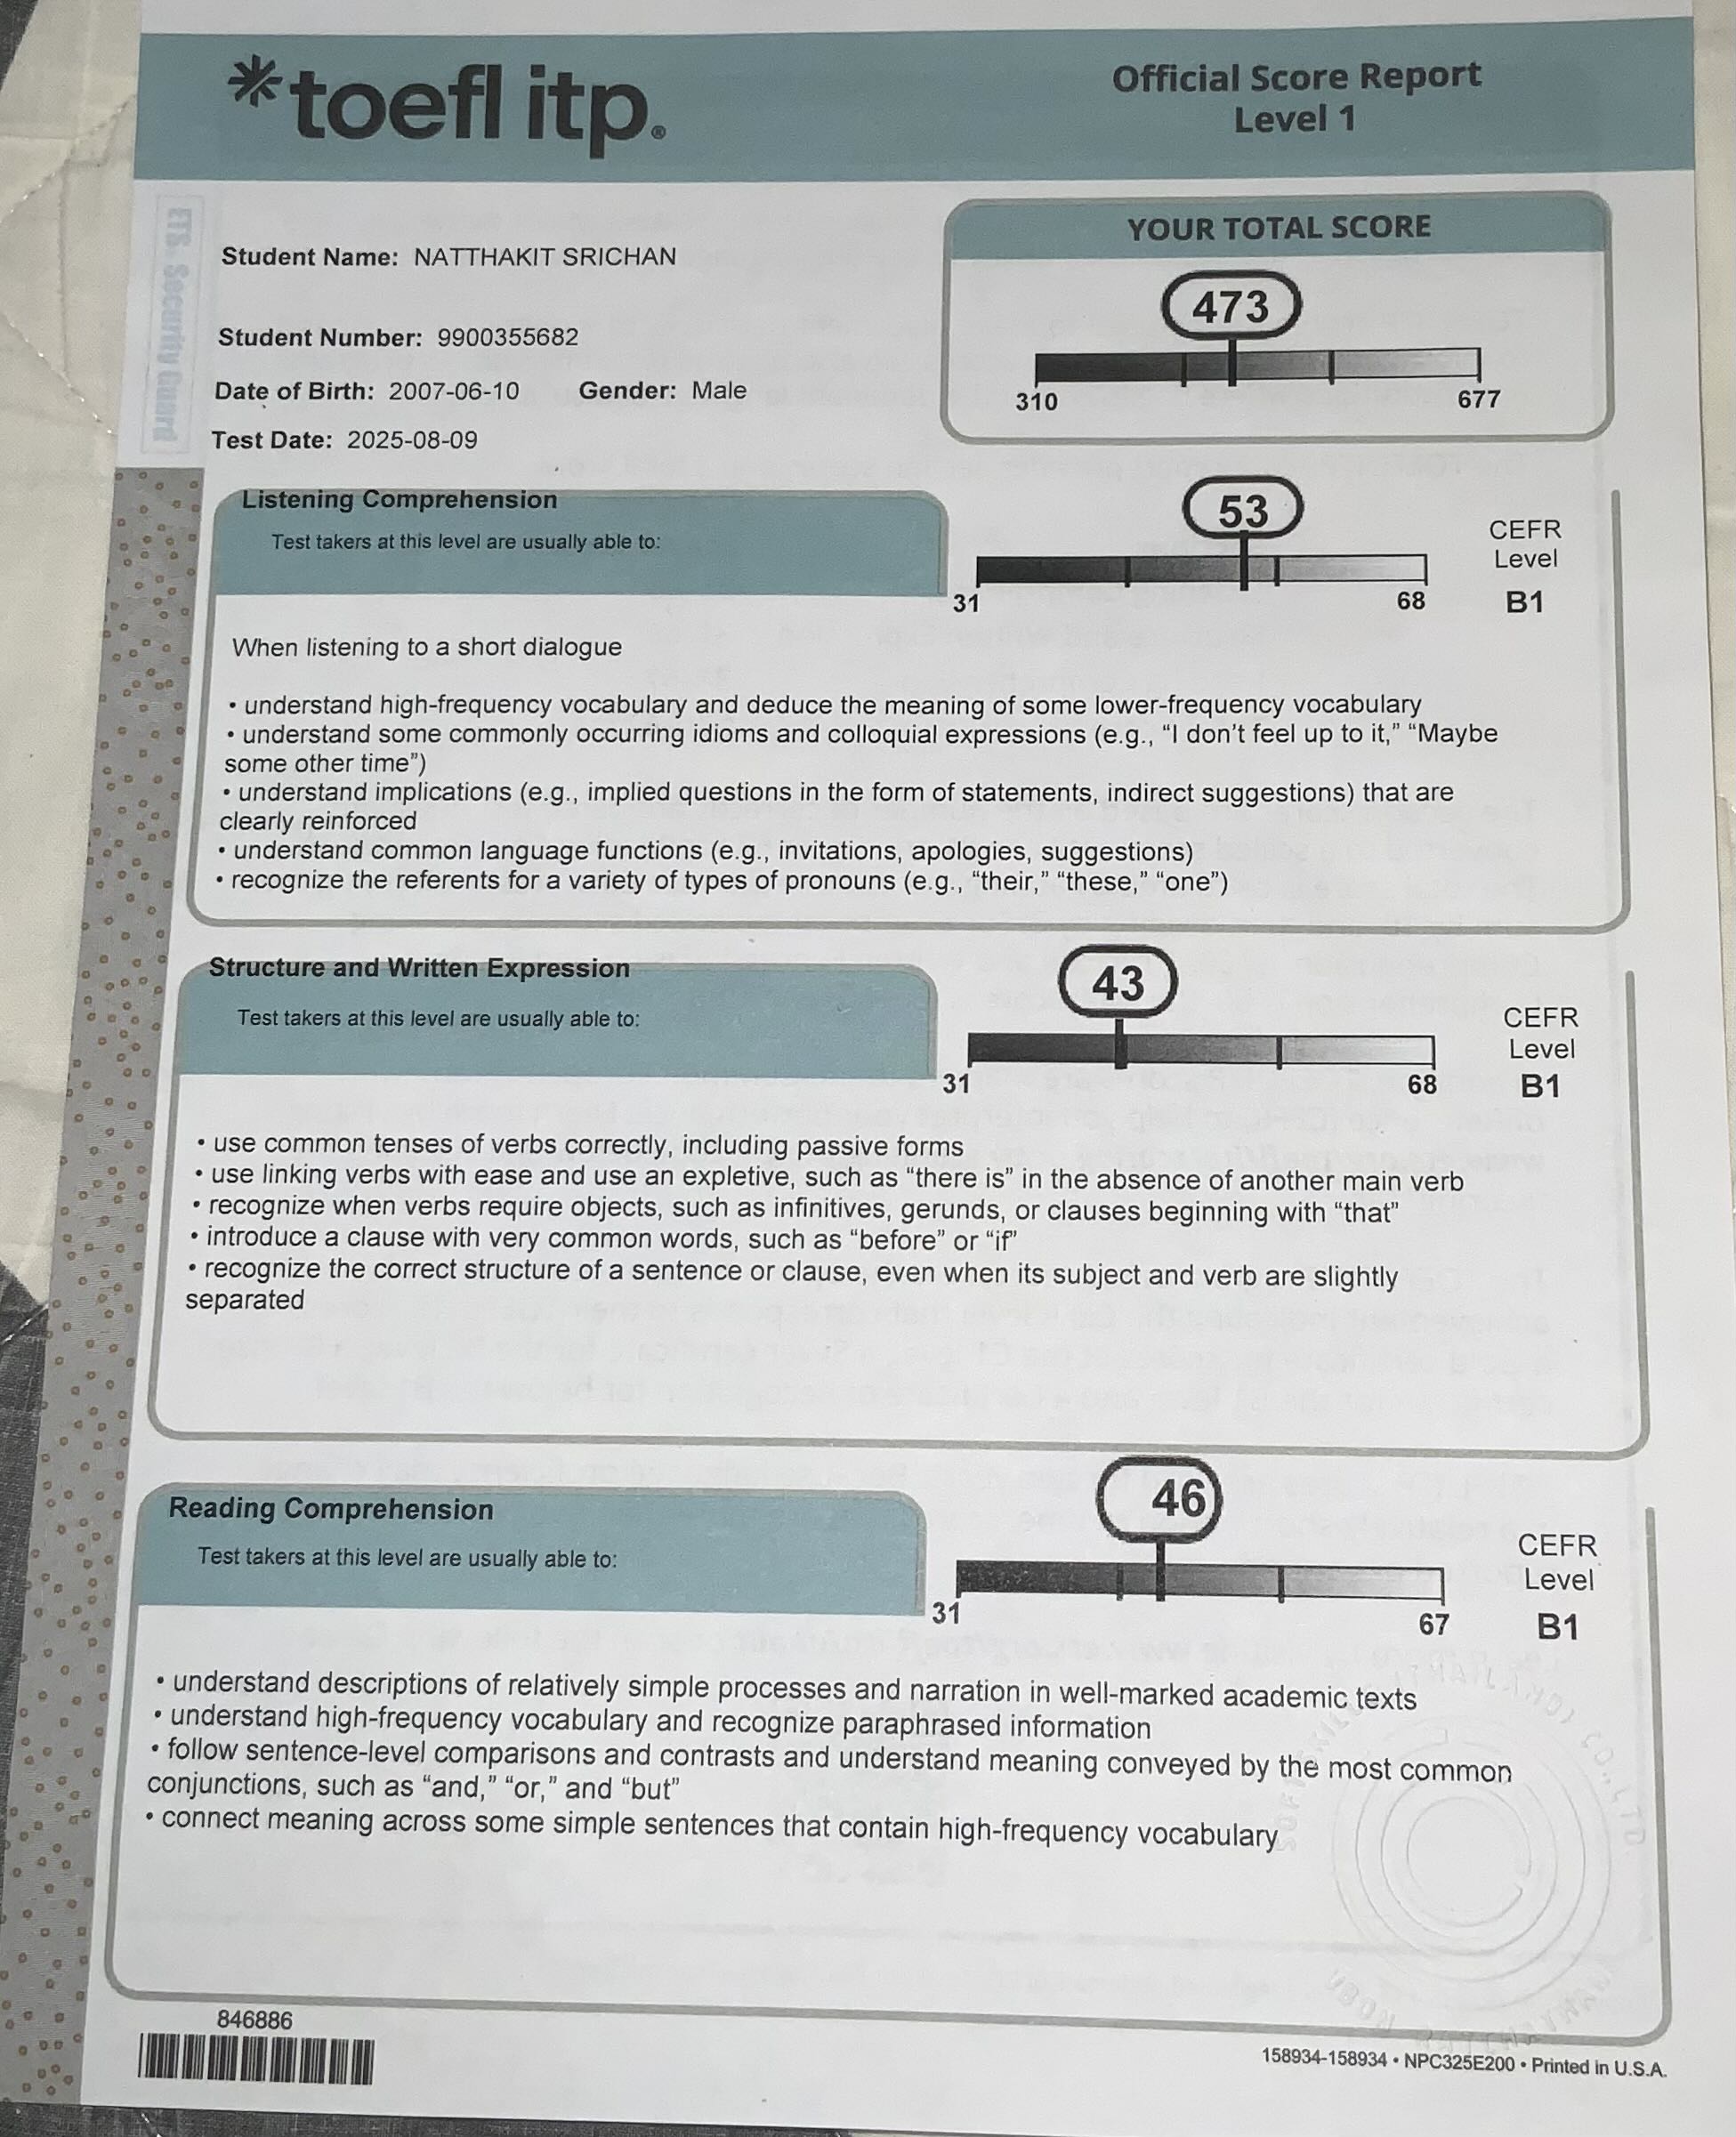 *toefl itp®
Official Score Report
Level 1
ETS Security Guard
Student Name: NATTHAKIT SRICHAN
Student Number: 9900355682
Date of Birth: 2007-06-10 Gender: Male
Test Date: 2025-08-09
YOUR TOTAL SCORE
473
310 677
Listening Comprehension
Test takers at this level are usually able to:
53
31 68
CEFR
Level
B1
When listening to a short dialogue
• understand high-frequency vocabulary and deduce the meaning of some lower-frequency vocabulary
• understand some commonly occurring idioms and colloquial expressions (e.g., “I don't feel up to it,” “Maybe
some other time”)
• understand implications (e.g., implied questions in the form of statements, indirect suggestions) that are
clearly reinforced
• understand common language functions (e.g., invitations, apologies, suggestions)
• recognize the referents for a variety of types of pronouns (e.g., “their,” “these,” “one”)
Structure and Written Expression
Test takers at this level are usually able to:
43
31 68
CEFR
Level
B1
• use common tenses of verbs correctly, including passive forms
• use linking verbs with ease and use an expletive, such as “there is” in the absence of another main verb
• recognize when verbs require objects, such as infinitives, gerunds, or clauses beginning with “that”
• introduce a clause with very common words, such as “before” or “if”
• recognize the correct structure of a sentence or clause, even when its subject and verb are slightly
separated
Reading Comprehension
Test takers at this level are usually able to:
46
31 67
CEFR
Level
B1
• understand descriptions of relatively simple processes and narration in well-marked academic texts
• understand high-frequency vocabulary and recognize paraphrased information
• follow sentence-level comparisons and contrasts and understand meaning conveyed by the most common
conjunctions, such as “and,” “or,” and “but”
• connect meaning across some simple sentences that contain high-frequency vocabulary
CO.,LTD
846886
158934-158934 • NPC325E200 • Printed in U.S.A.